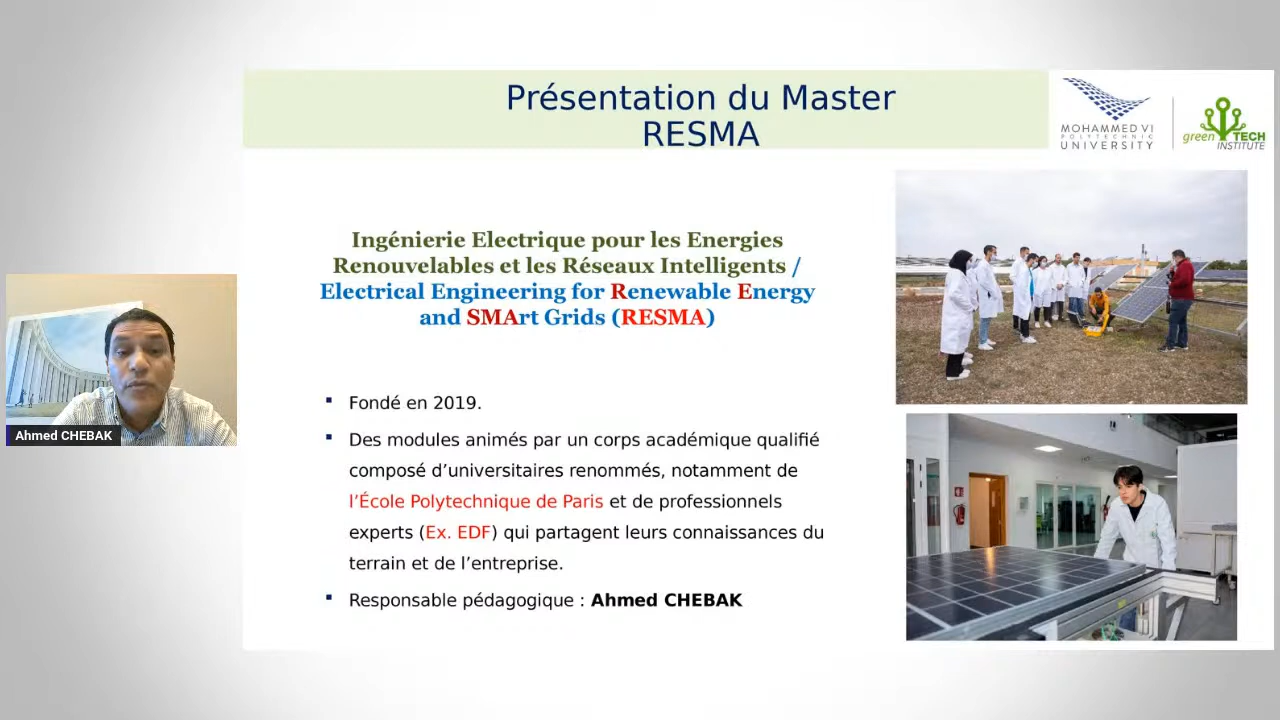 Présentation du Master
RESMA
MOHAMMED VI
POLYTECHNIC
UNIVERSITY
green TECH
INSTITUTE
Ingénierie Electrique pour les Energies
Renouvelables et les Réseaux Intelligents /
Electrical Engineering for Renewable Energy
and SMArt Grids (RESMA)
▪ Fondé en 2019.
▪ Des modules animés par un corps académique qualifié
composé d’universitaires renommés, notamment de
l’École Polytechnique de Paris et de professionnels
experts (Ex. EDF) qui partagent leurs connaissances du
terrain et de l’entreprise.
▪ Responsable pédagogique : Ahmed CHEBAK
Ahmed CHEBAK